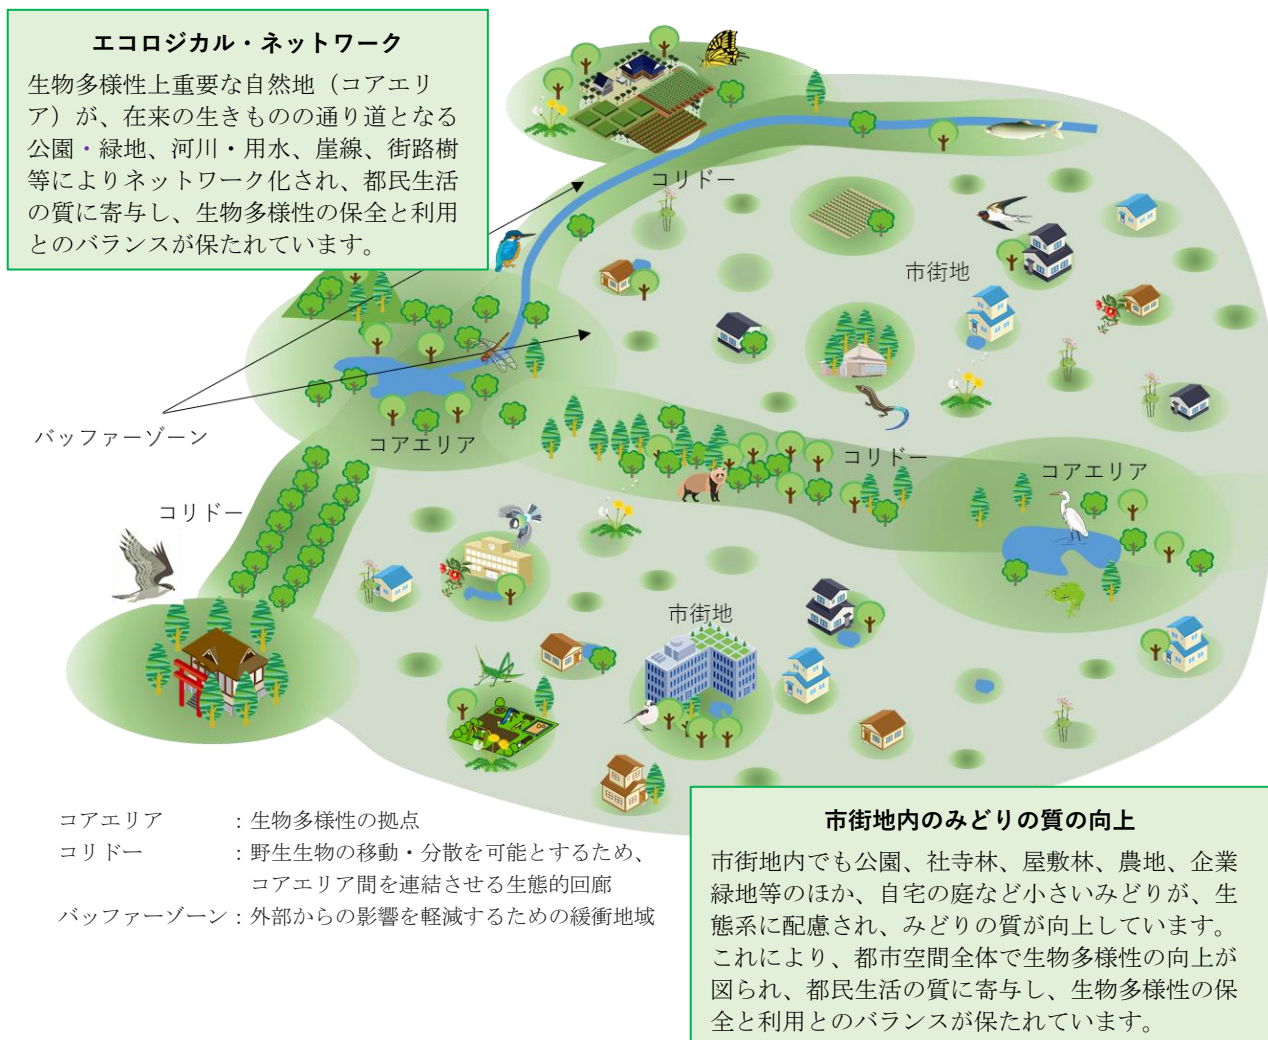 エコロジカル・ネットワーク
生物多様性上重要な自然地（コアエリ
ア）が、在来の生きものの通り道となる
公園・緑地、河川・用水、崖線、街路樹
等によりネットワーク化され、都民生活
の質に寄与し、生物多様性の保全と利用
とのバランスが保たれています。
コリドー
市街地
バッファーゾーン
コアエリア
コリドー
コアエリア
コリドー
市街地
コアエリア　：生物多様性の拠点
コリドー　：野生生物の移動・分散を可能とするため、
コアエリア間を連結させる生態的回廊
バッファーゾーン：外部からの影響を軽減するための緩衝地域
市街地内のみどりの質の向上
市街地内でも公園、社寺林、屋敷林、農地、企業
緑地等のほか、自宅の庭など小さいみどりが、生
態系に配慮され、みどりの質が向上しています。
これにより、都市空間全体で生物多様性の向上が
図られ、都民生活の質に寄与し、生物多様性の保
全と利用とのバランスが保たれています。